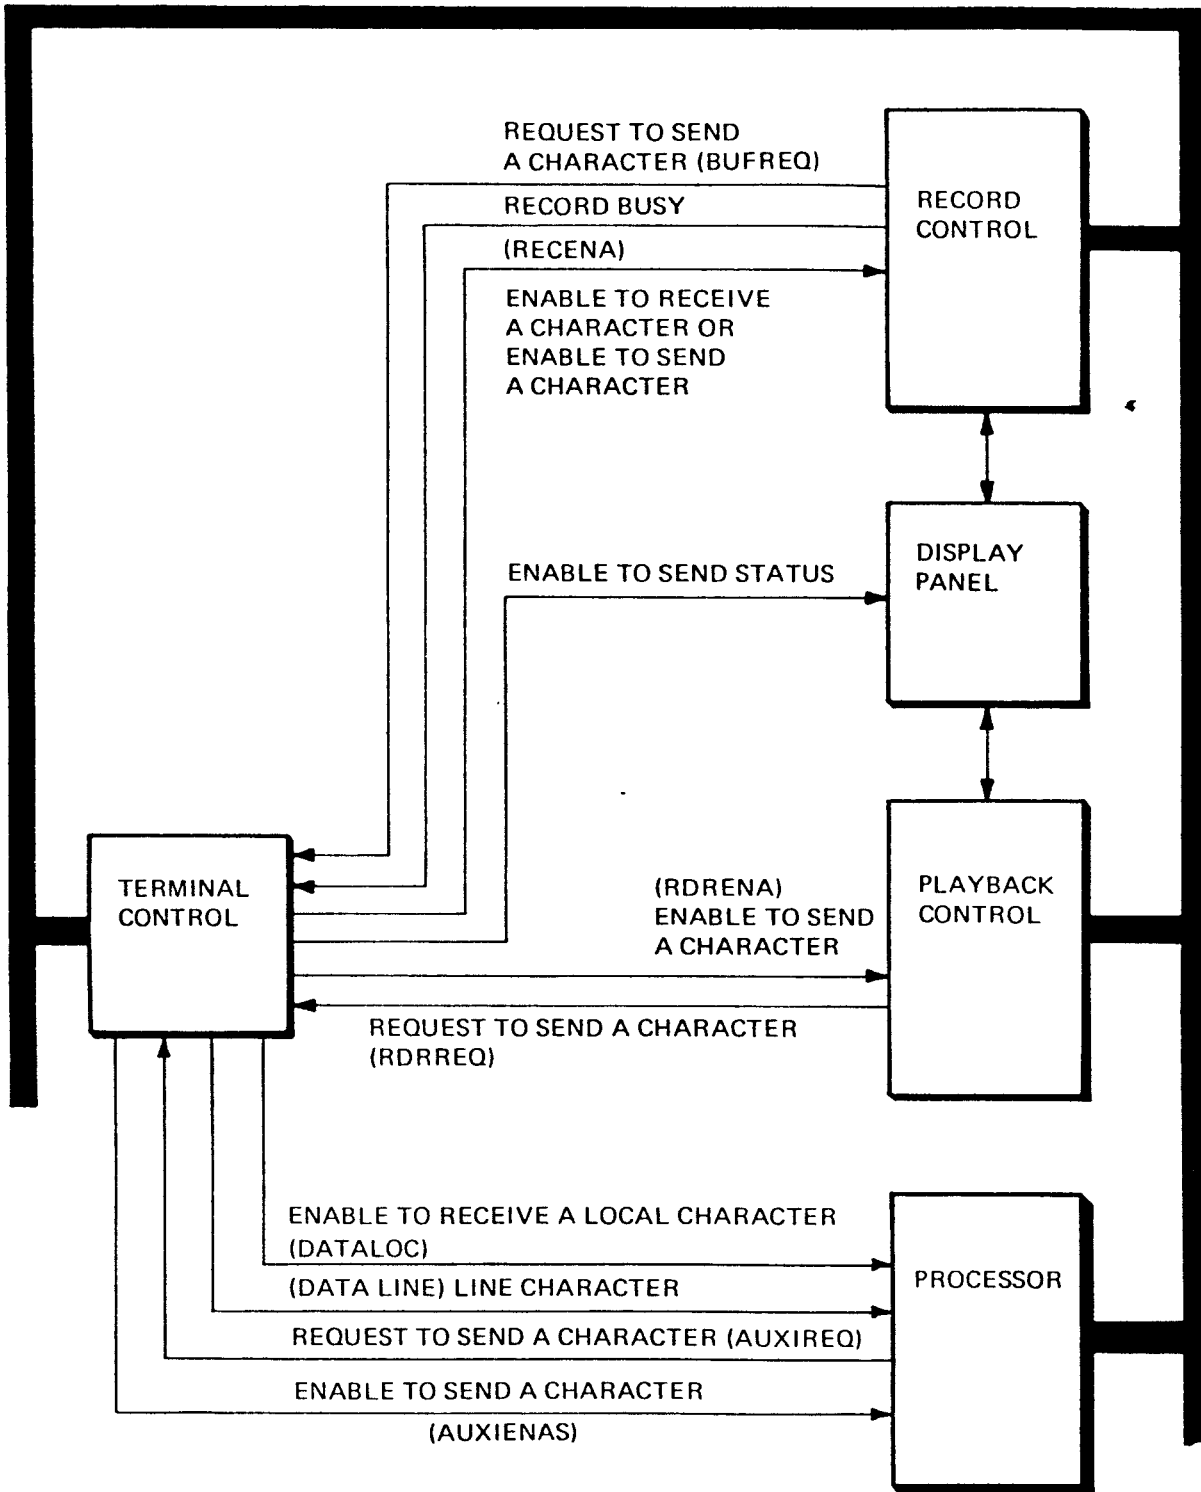 REQUEST TO SEND
A CHARACTER (BUFREQ)
RECORD BUSY
(RECENA)
ENABLE TO RECEIVE
A CHARACTER OR
ENABLE TO SEND
A CHARACTER
RECORD
CONTROL
ENABLE TO SEND STATUS
DISPLAY
PANEL
TERMINAL
CONTROL
(RDRENA)
ENABLE TO SEND
A CHARACTER
PLAYBACK
CONTROL
REQUEST TO SEND A CHARACTER
(RDRREQ)
ENABLE TO RECEIVE A LOCAL CHARACTER
(DATALOC)
(DATA LINE) LINE CHARACTER
REQUEST TO SEND A CHARACTER (AUXIREQ)
ENABLE TO SEND A CHARACTER
(AUXIENAS)
PROCESSOR